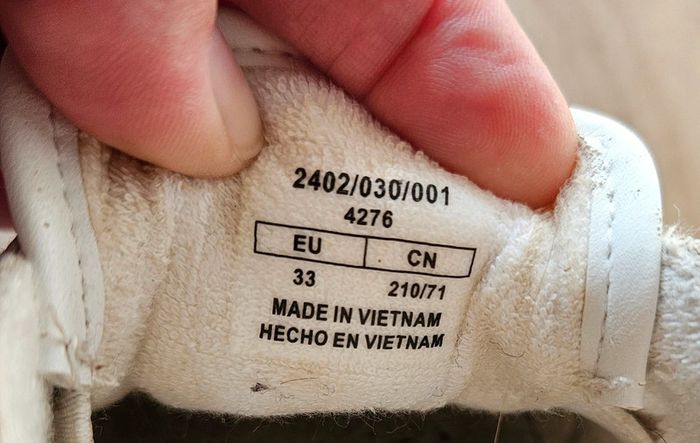 2402/030/001
4276
EU CN
33 210/71
MADE IN VIETNAM
HECHO EN VIETNAM